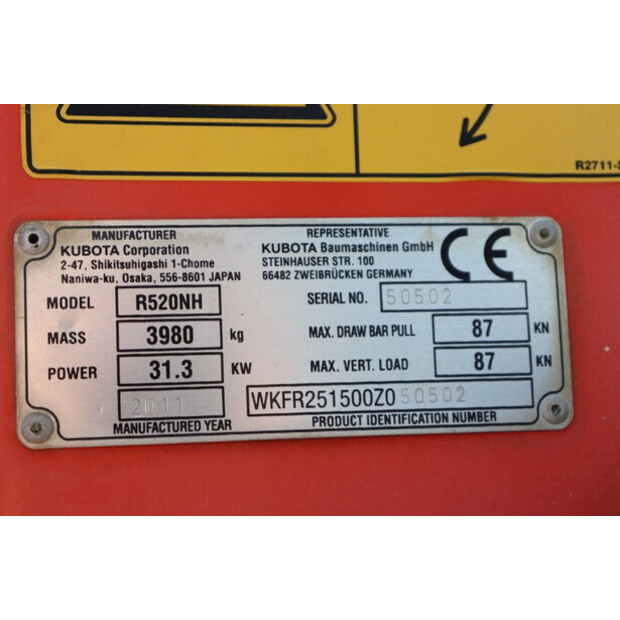 R2711-
MANUFACTURER
KUBOTA Corporation
2-47, Shikitsuhigashi 1-Chome
Naniwa-ku, Osaka, 556-8601 JAPAN
REPRESENTATIVE
KUBOTA Baumaschinen GmbH
STEINHAUSER STR. 100
66482 ZWEIBRÜCKEN GERMANY
CE
MODEL R520NH
SERIAL NO. 50502
MASS 3980 kg
MAX. DRAW BAR PULL 87 KN
POWER 31.3 KW
MAX. VERT. LOAD 87 KN
2011
MANUFACTURED YEAR
WKFR251500Z050502
PRODUCT IDENTIFICATION NUMBER